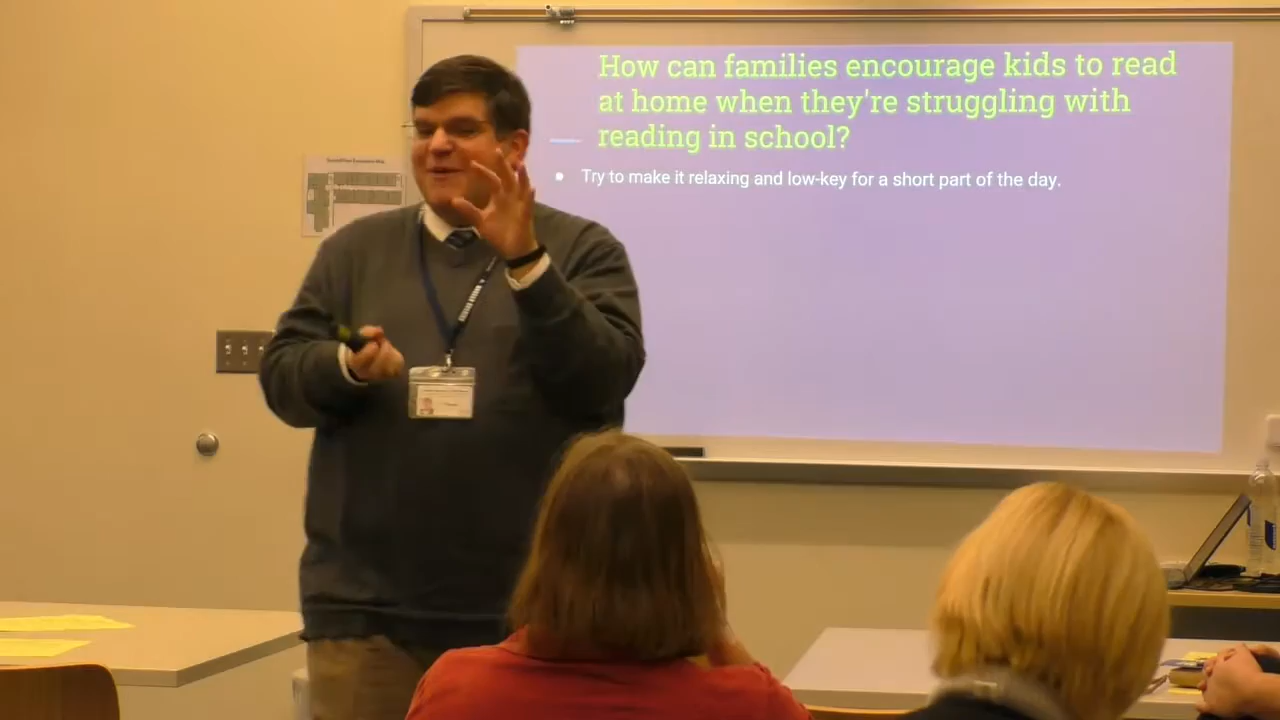 How can families encourage kids to read
at home when they're struggling with
reading in school?
• Try to make it relaxing and low-key for a short part of the day.